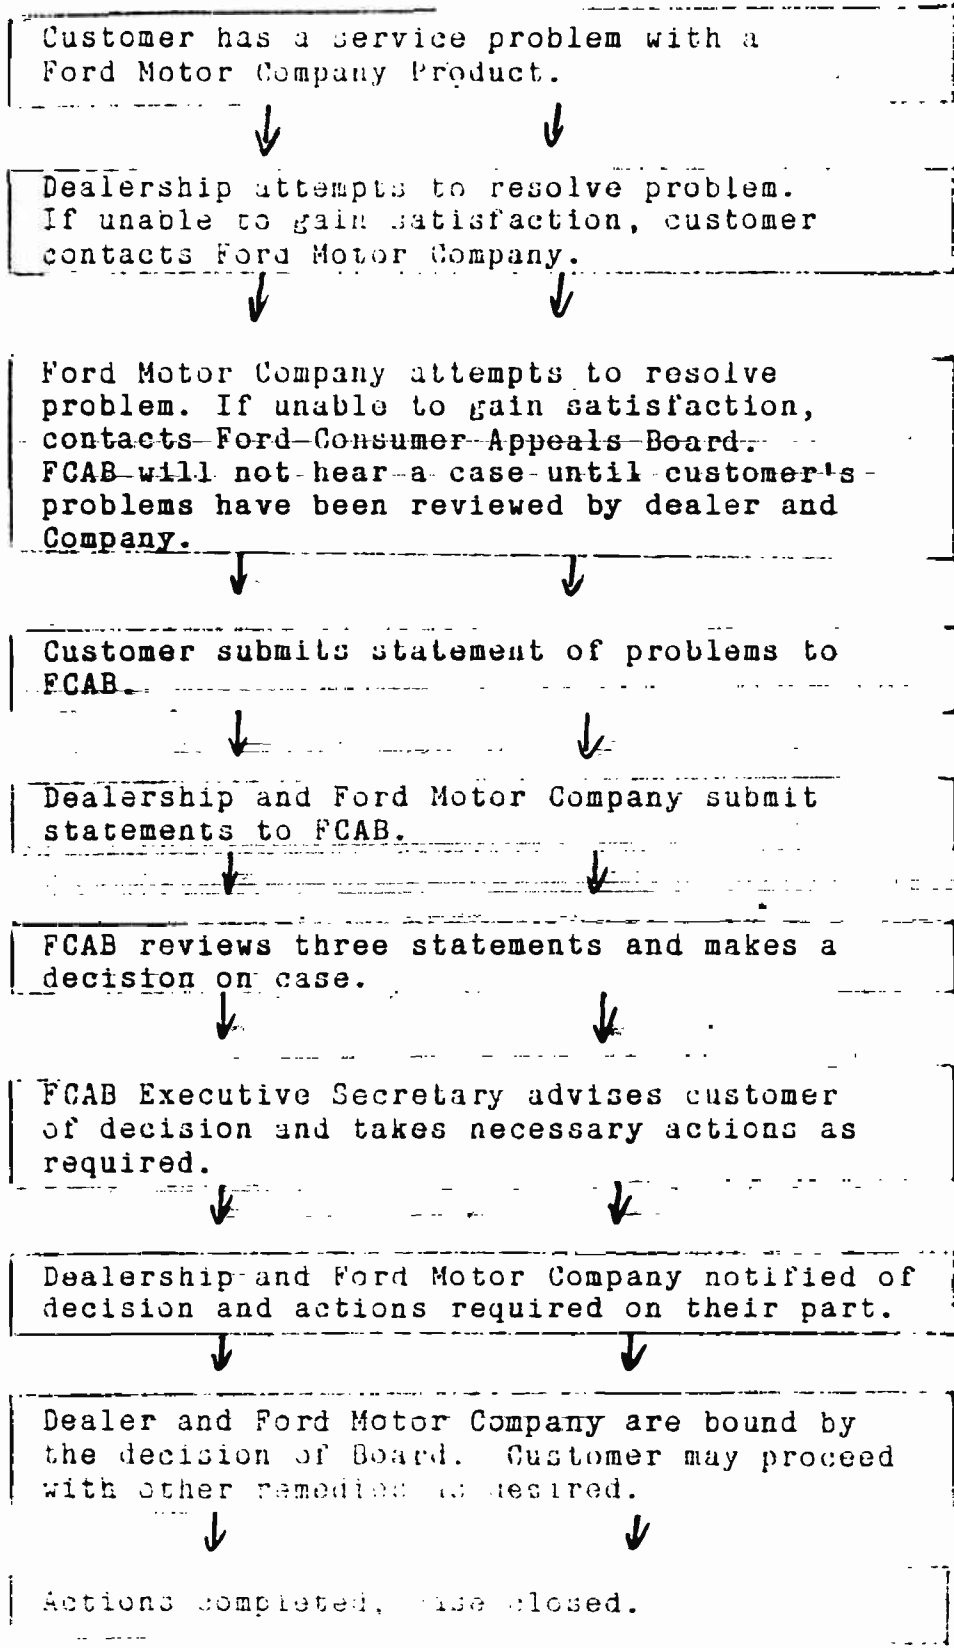 Customer has a service problem with a
Ford Motor Company Product.
Dealership attempts to resolve problem.
If unable to gain satisfaction, customer
contacts Ford Motor Company.
Ford Motor Company attempts to resolve
problem. If unable to gain satisfaction,
contacts Ford Consumer Appeals Board.
FCAB will not hear a case until customer's
problems have been reviewed by dealer and
Company.
Customer submits statement of problems to
FCAB.
Dealership and Ford Motor Company submit
statements to FCAB.
FCAB reviews three statements and makes a
decision on case.
FCAB Executive Secretary advises customer
of decision and takes necessary actions as
required.
Dealership and Ford Motor Company notified of
decision and actions required on their part.
Dealer and Ford Motor Company are bound by
the decision of Board. Customer may proceed
with other remedies as desired.
Actions completed, case closed.